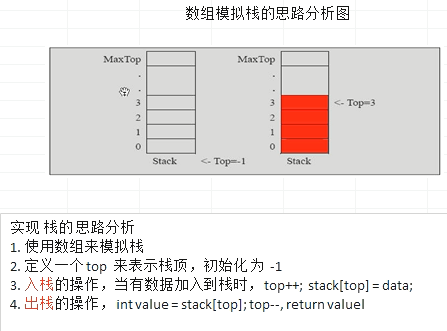 数组模拟栈的思路分析图
MaxTop MaxTop
. .
. .
3 3 <- Top=3
2 2
1 1
0 0
Stack <- Top=-1 Stack
实现 栈的思路分析
1. 使用数组来模拟栈
2. 定义一个 top 来表示栈顶，初始化 为 -1
3. 入栈的操作，当有数据加入到栈时，top++; stack[top] = data;
4. 出栈的操作，int value = stack[top]; top--, return valuel